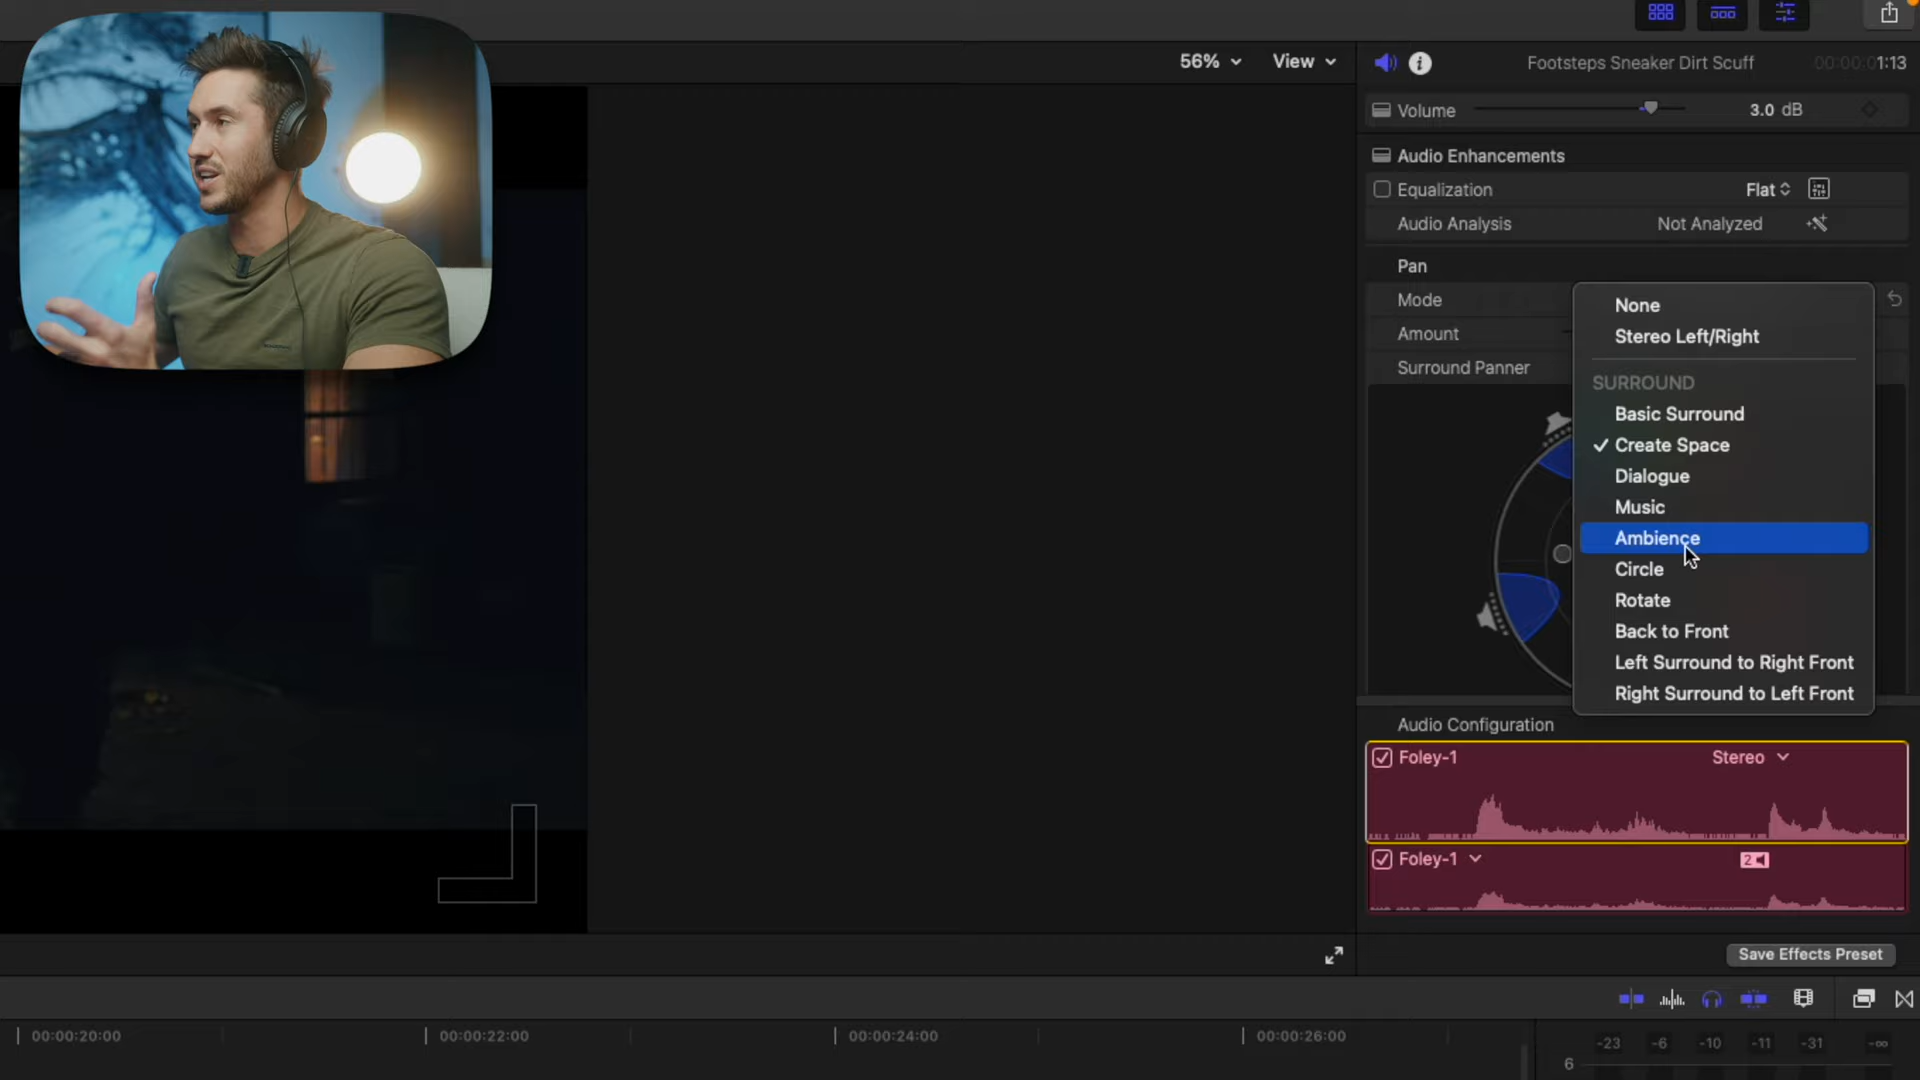 56%
View
Footsteps Sneaker Dirt Scuff
00:00:01:13
Volume
3.0 dB
Audio Enhancements
Equalization
Flat
Audio Analysis
Not Analyzed
Pan
Mode
Amount
Surround Panner
None
Stereo Left/Right
SURROUND
Basic Surround
✓ Create Space
Dialogue
Music
Ambience
Circle
Rotate
Back to Front
Left Surround to Right Front
Right Surround to Left Front
Audio Configuration
Foley-1
Stereo
Foley-1
2
Save Effects Preset
00:00:20:00
00:00:22:00
00:00:24:00
00:00:26:00
-23 -6 -10 -11 -31 -∞
6